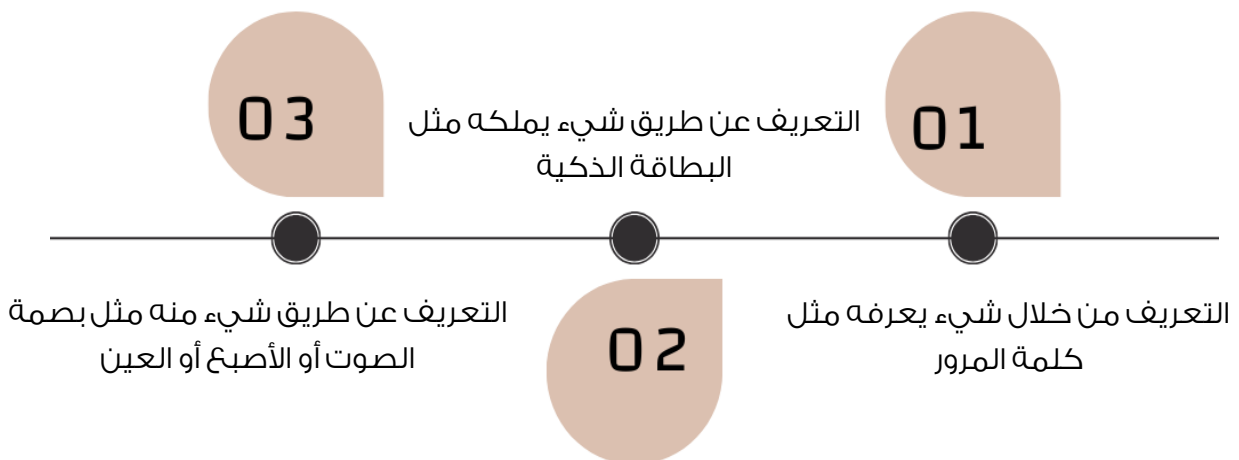 01
التعريف من خلال شيء يعرفه مثل
كلمة المرور
02
التعريف عن طريق شيء يملكه مثل
البطاقة الذكية
03
التعريف عن طريق شيء منه مثل بصمة
الصوت أو الأصبع أو العين